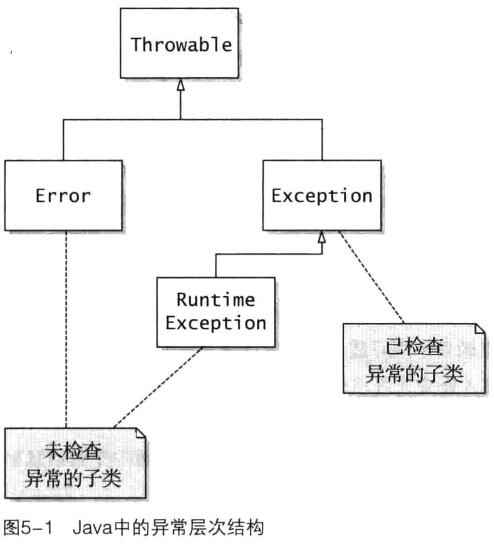 Throwable
Error
Exception
Runtime
Exception
已检查
异常的子类
未检查
异常的子类
图5-1 Java中的异常层次结构